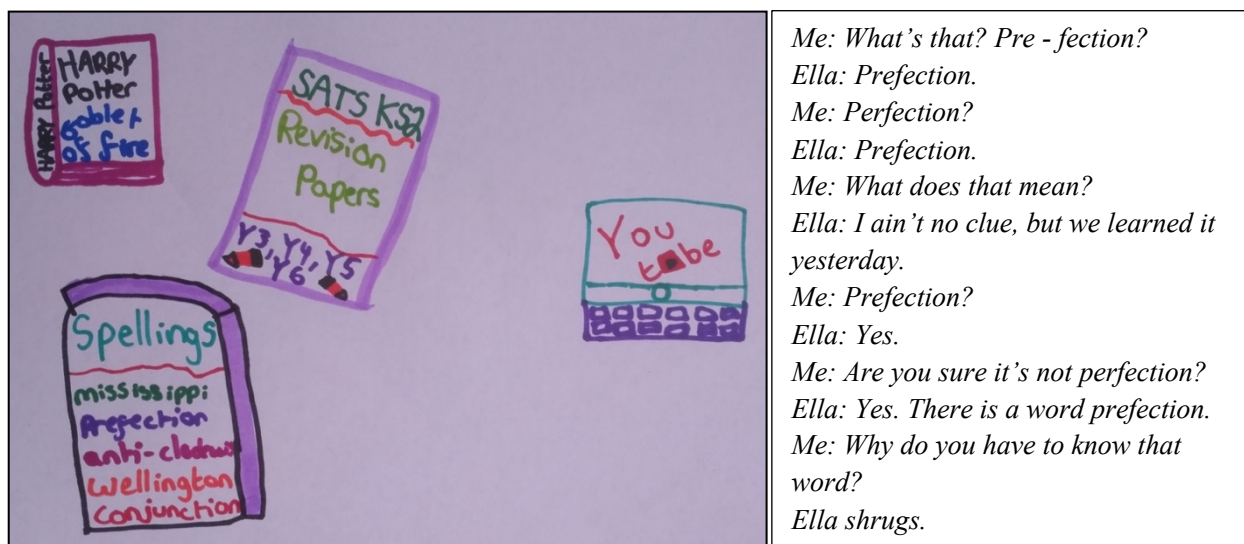 HARRY Potter
HARRY
Potter
Goblet
of fire
SATS KS2
Revision
Papers
Y3, Y4, Y5
Y6
You
tube
Spellings
mississippi
Prefection
anti-clockwis
Wellington
Conjunction
Me: What's that? Pre - fection?
Ella: Prefection.
Me: Perfection?
Ella: Prefection.
Me: What does that mean?
Ella: I ain't no clue, but we learned it
yesterday.
Me: Prefection?
Ella: Yes.
Me: Are you sure it's not perfection?
Ella: Yes. There is a word prefection.
Me: Why do you have to know that
word?
Ella shrugs.